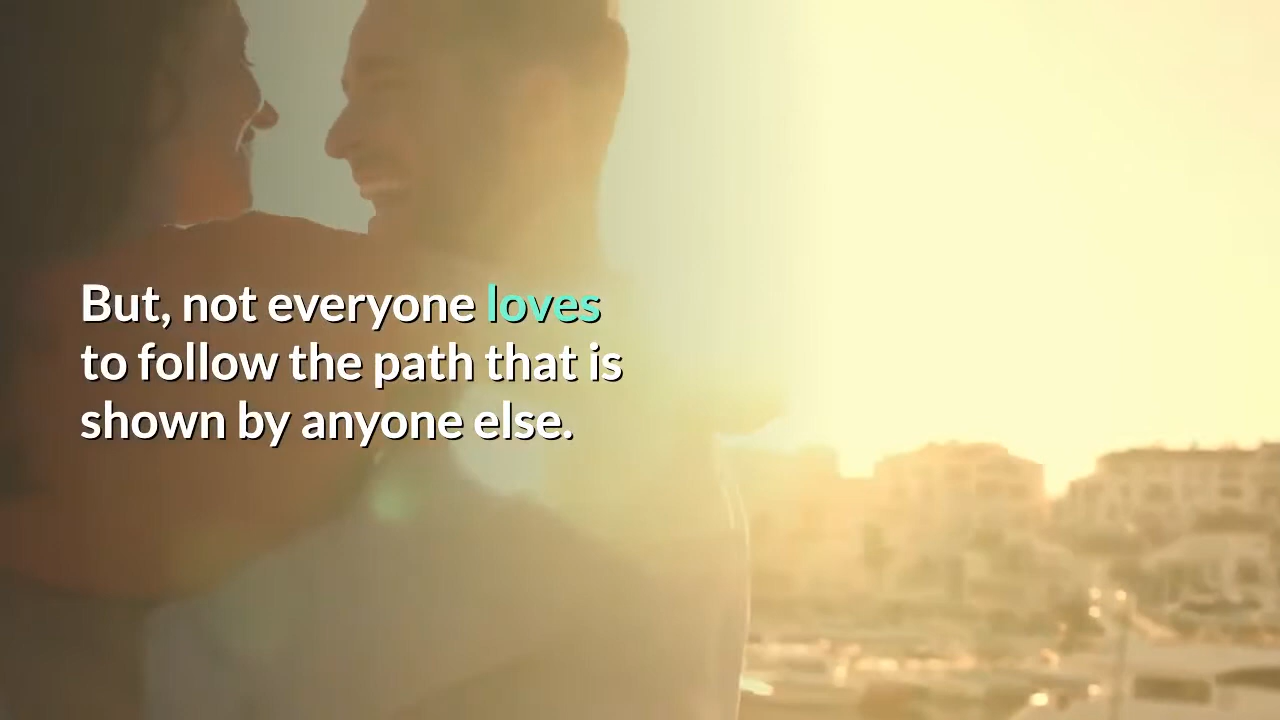 But, not everyone loves
to follow the path that is
shown by anyone else.